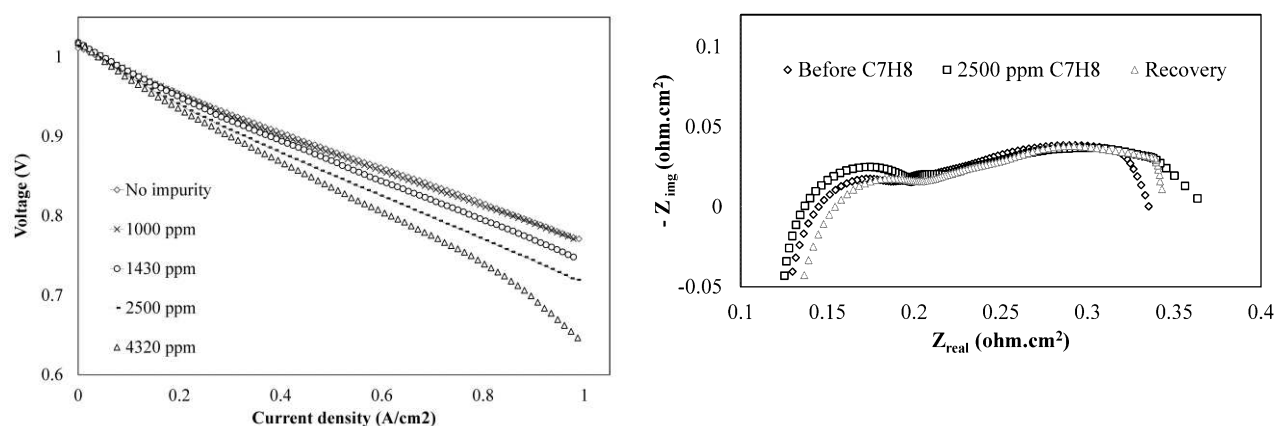 1
0.9
0.8
0.7
0.6
Voltage (V)
No impurity
1000 ppm
1430 ppm
2500 ppm
4320 ppm
0 0.2 0.4 0.6 0.8 1
Current density (A/cm2)
0.1
0.05
0
-0.05
- Zimg (ohm.cm²)
Before C7H8 2500 ppm C7H8 Recovery
0.1 0.15 0.2 0.25 0.3 0.35 0.4
Zreal (ohm.cm²)